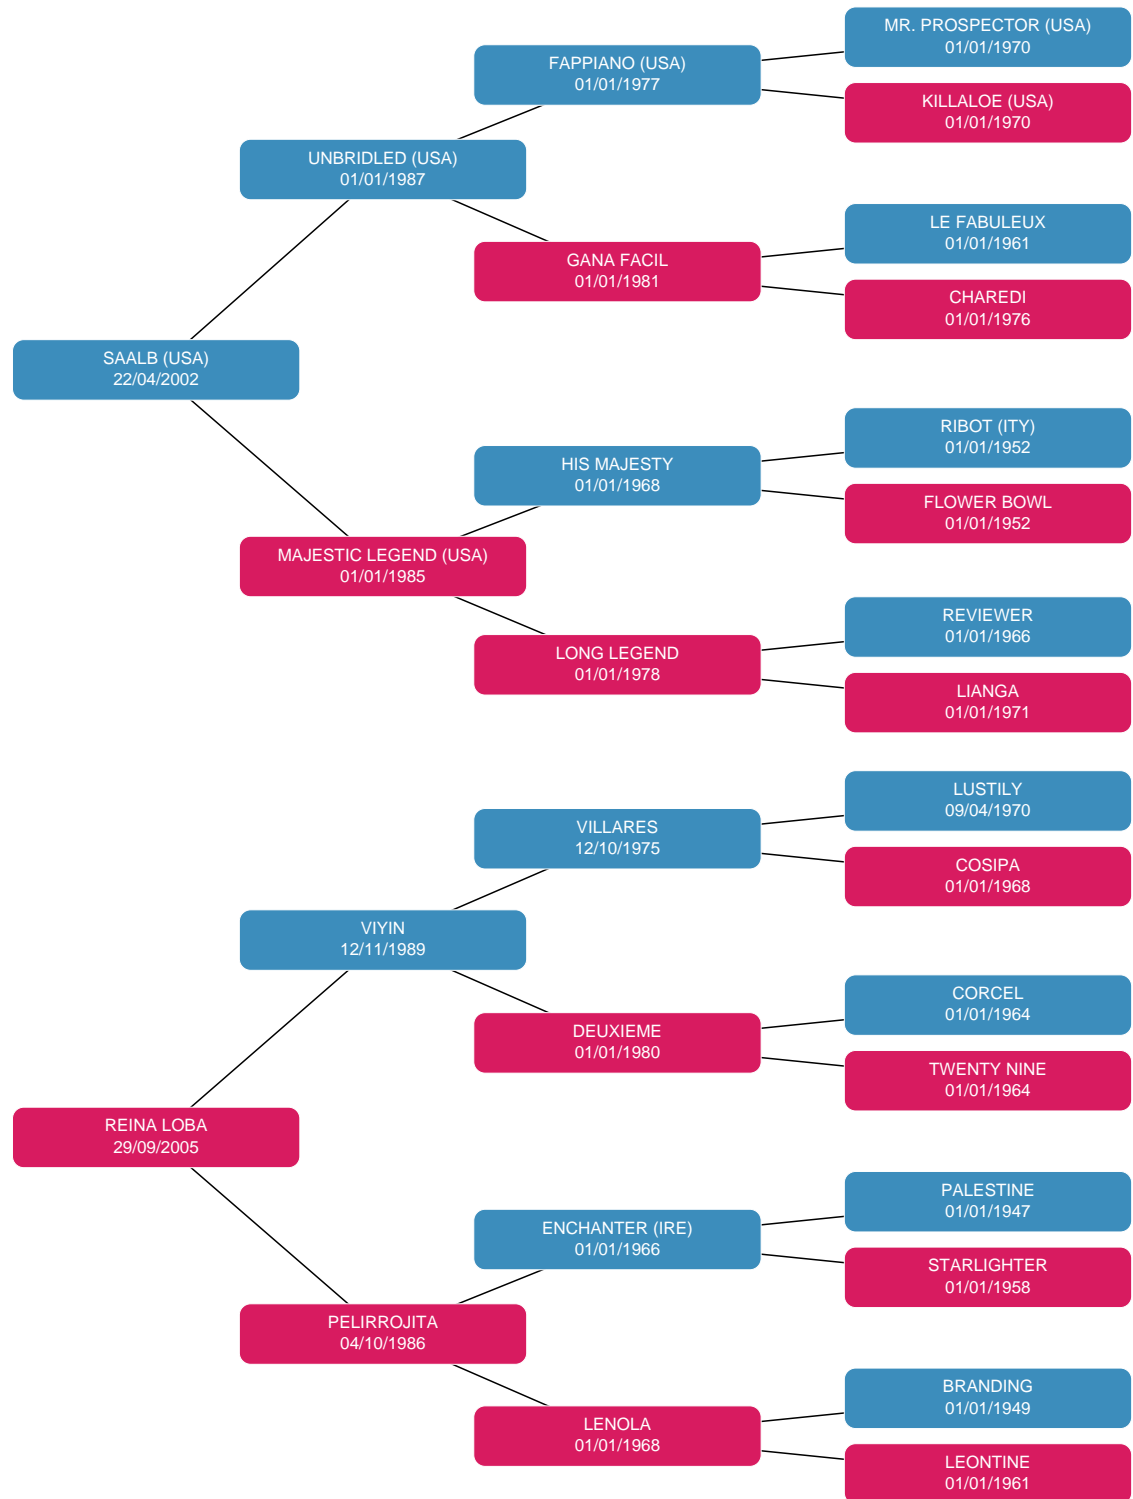 MR. PROSPECTOR (USA)
01/01/1970
FAPPIANO (USA)
01/01/1977
KILLALOE (USA)
01/01/1970
UNBRIDLED (USA)
01/01/1987
LE FABULEUX
01/01/1961
GANA FACIL
01/01/1981
CHAREDI
01/01/1976
SAALB (USA)
22/04/2002
RIBOT (ITY)
01/01/1952
HIS MAJESTY
01/01/1968
FLOWER BOWL
01/01/1952
MAJESTIC LEGEND (USA)
01/01/1985
REVIEWER
01/01/1966
LONG LEGEND
01/01/1978
LIANGA
01/01/1971
LUSTILY
09/04/1970
VILLARES
12/10/1975
COSIPA
01/01/1968
VIYIN
12/11/1989
CORCEL
01/01/1964
DEUXIEME
01/01/1980
TWENTY NINE
01/01/1964
REINA LOBA
29/09/2005
PALESTINE
01/01/1947
ENCHANTER (IRE)
01/01/1966
STARLIGHTER
01/01/1958
PELIRROJITA
04/10/1986
BRANDING
01/01/1949
LENOLA
01/01/1968
LEONTINE
01/01/1961